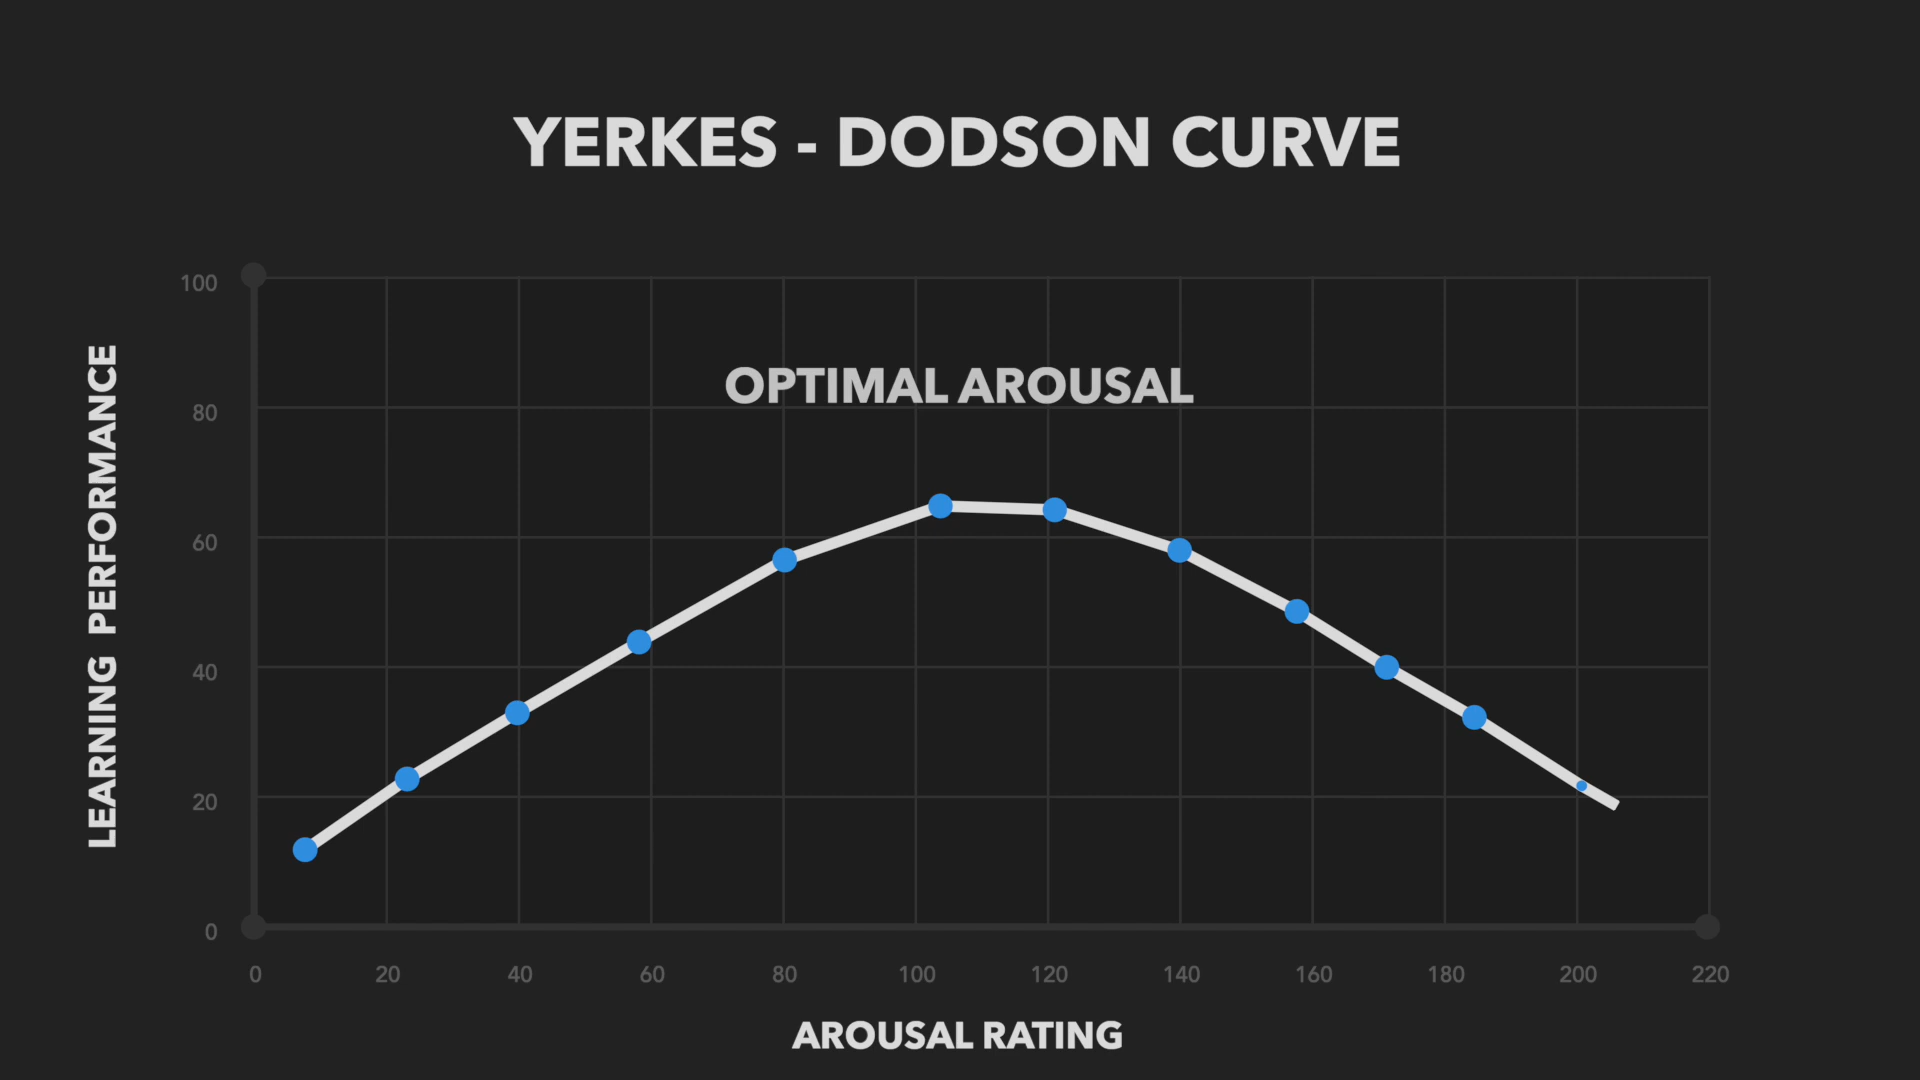 YERKES - DODSON CURVE
OPTIMAL AROUSAL
LEARNING PERFORMANCE
100
80
60
40
20
0
0 20 40 60 80 100 120 140 160 180 200 220
AROUSAL RATING